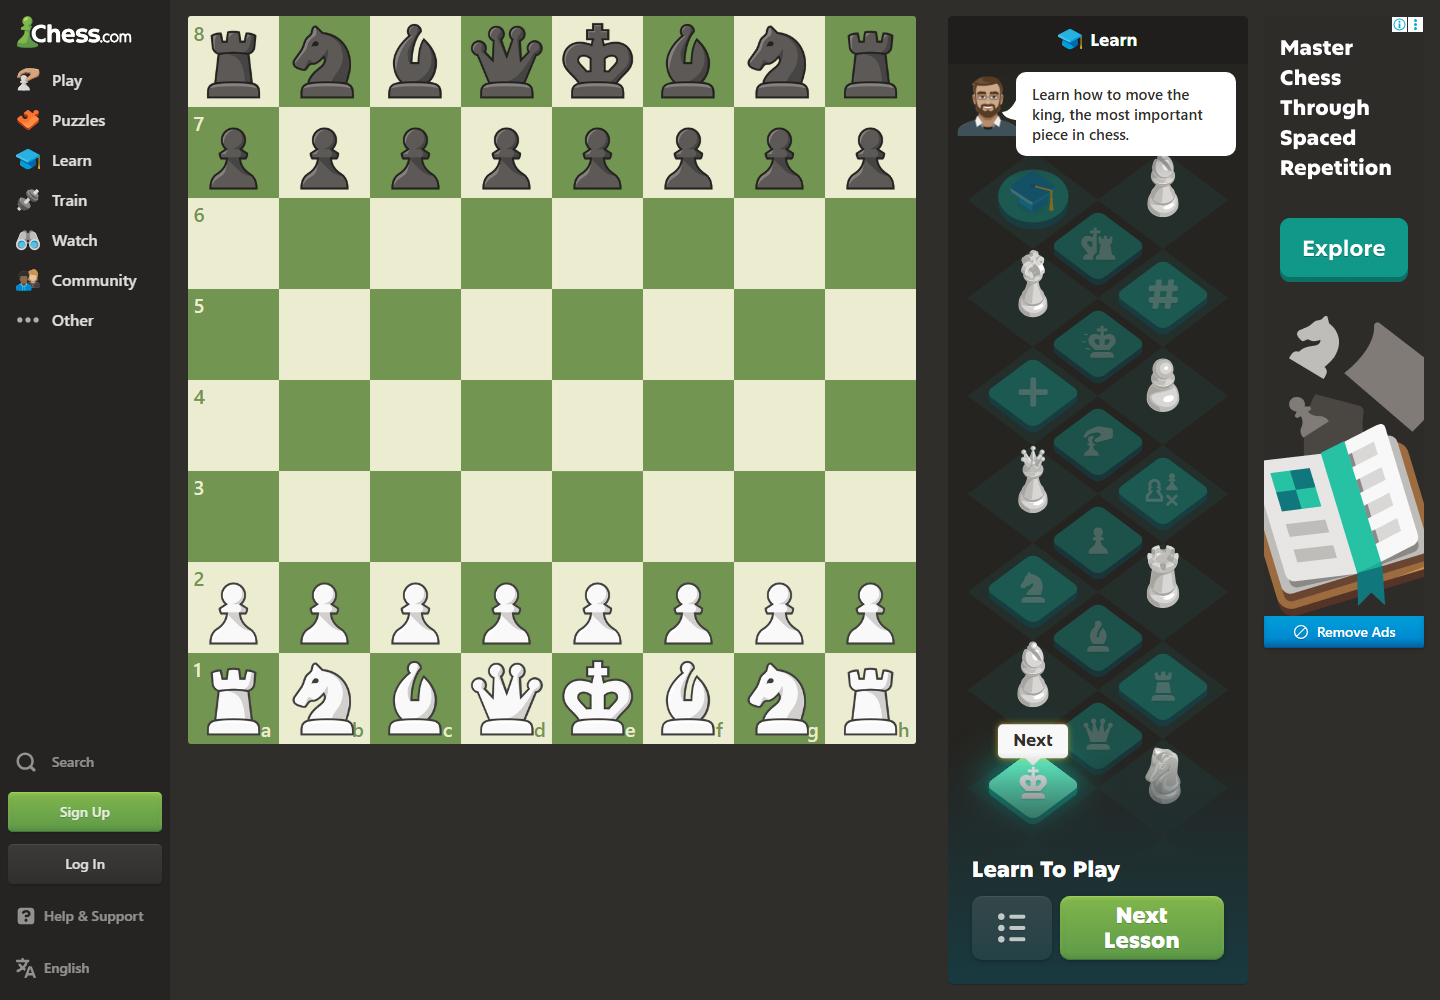 Chess.com
Play
Puzzles
Learn
Train
Watch
Community
Other
Search
Sign Up
Log In
Help & Support
English
8
7
6
5
4
3
2
1
a
b
c
d
e
f
g
h
Learn
Learn how to move the
king, the most important
piece in chess.
Next
Learn To Play
Next
Lesson
Master
Chess
Through
Spaced
Repetition
Explore
Remove Ads